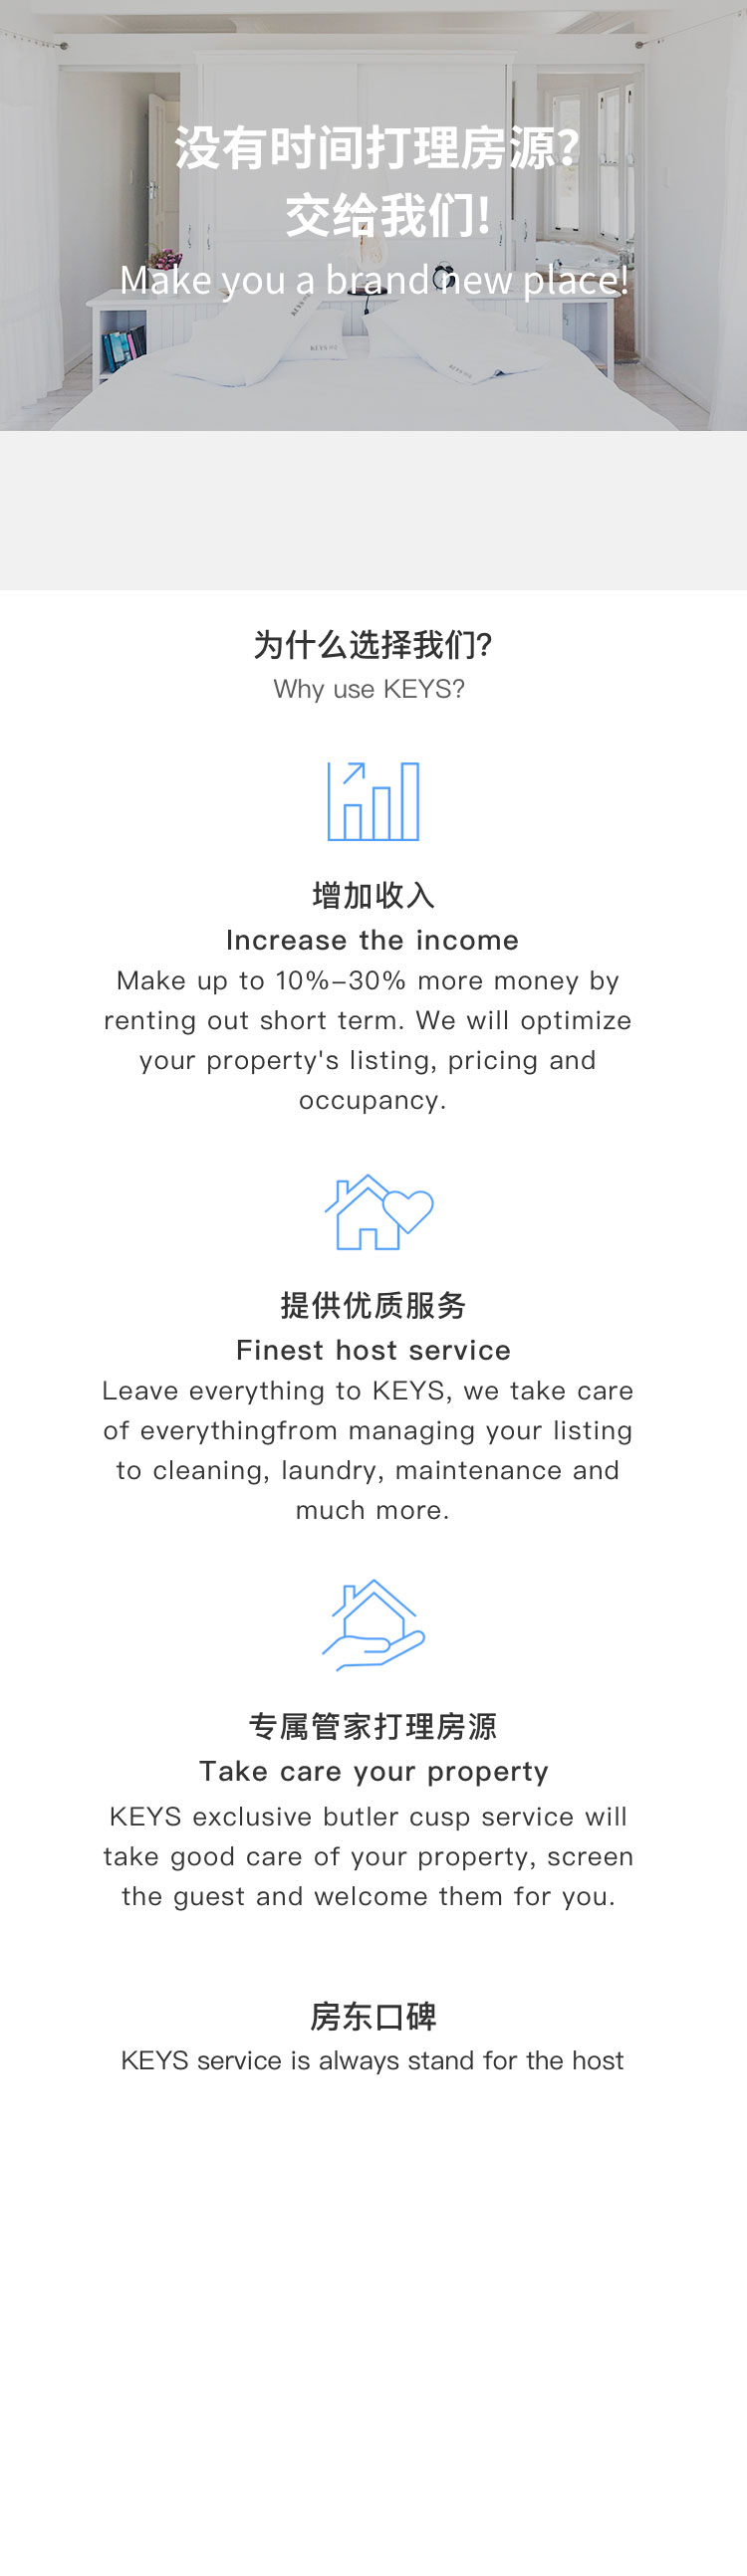 没有时间打理房源?
交给我们!
Make you a brand new place!
为什么选择我们?
Why use KEYS?
增加收入
Increase the income
Make up to 10%–30% more money by
renting out short term. We will optimize
your property's listing, pricing and
occupancy.
提供优质服务
Finest host service
Leave everything to KEYS, we take care
of everythingfrom managing your listing
to cleaning, laundry, maintenance and
much more.
专属管家打理房源
Take care your property
KEYS exclusive butler cusp service will
take good care of your property, screen
the guest and welcome them for you.
房东口碑
KEYS service is always stand for the host